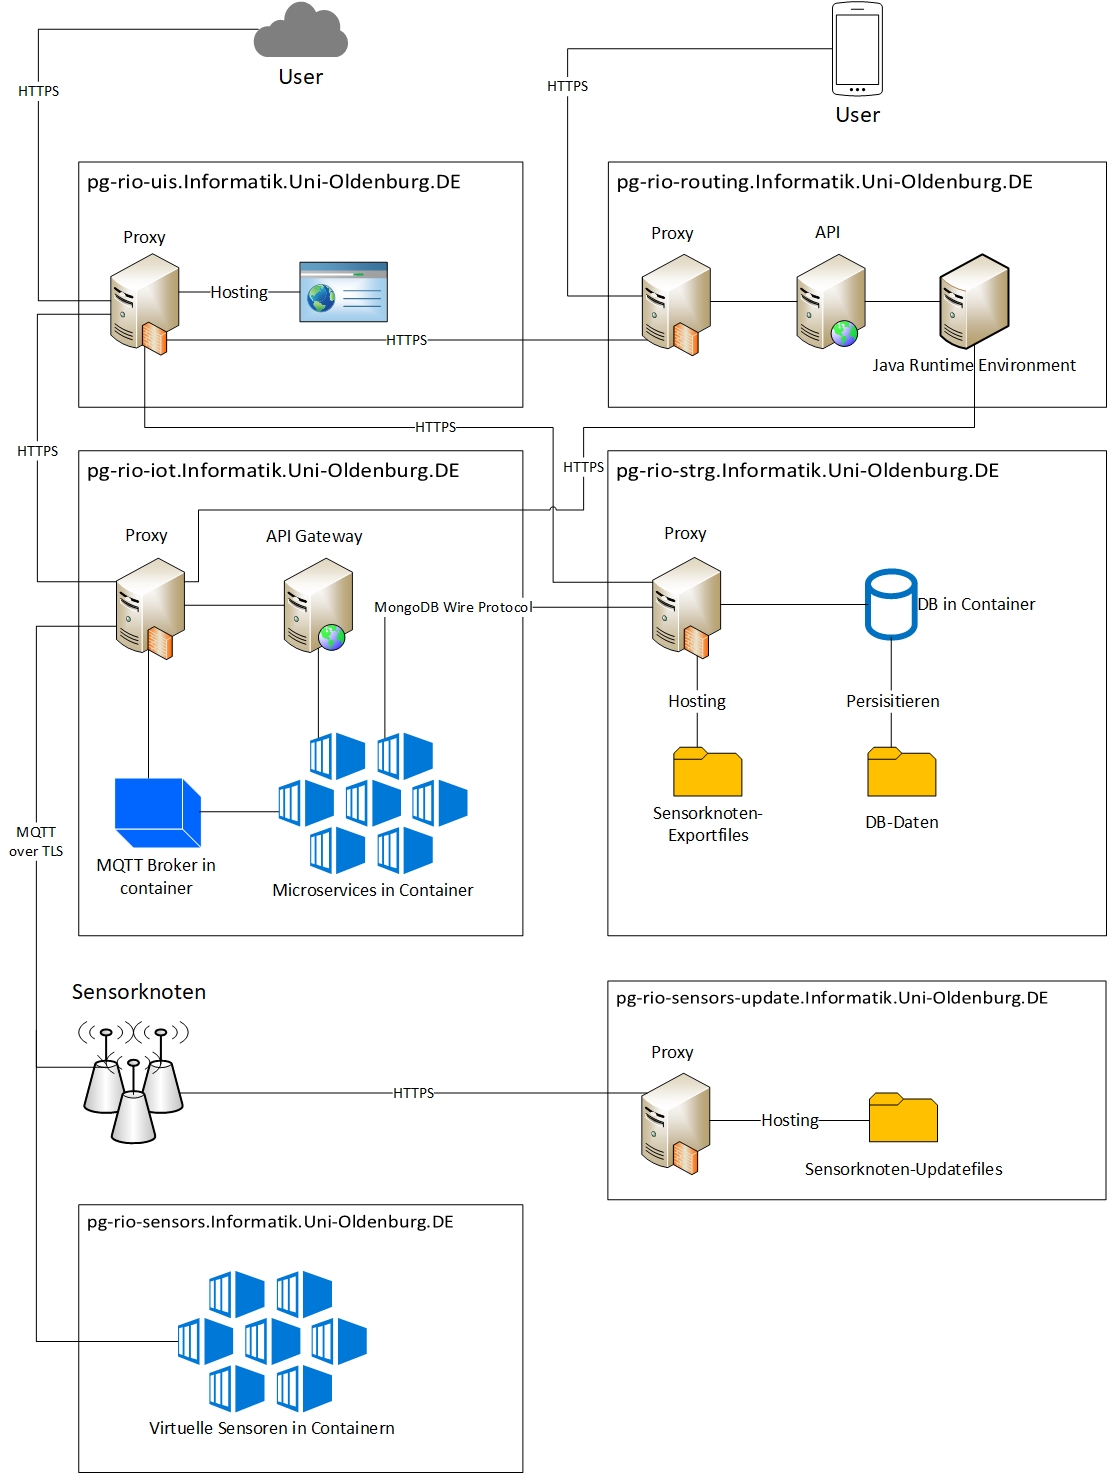 User
User
HTTPS
HTTPS
pg-rio-uis.Informatik.Uni-Oldenburg.DE
Proxy
Hosting
HTTPS
pg-rio-routing.Informatik.Uni-Oldenburg.DE
Proxy
API
Java Runtime Environment
HTTPS
HTTPS
HTTPS
pg-rio-iot.Informatik.Uni-Oldenburg.DE
Proxy
API Gateway
MongoDB Wire Protocol
MQTT Broker in
container
Microservices in Container
pg-rio-strg.Informatik.Uni-Oldenburg.DE
Proxy
DB in Container
Hosting
Persisitieren
Sensorknoten-
Exportfiles
DB-Daten
MQTT
over TLS
Sensorknoten
HTTPS
pg-rio-sensors-update.Informatik.Uni-Oldenburg.DE
Proxy
Hosting
Sensorknoten-Updatefiles
pg-rio-sensors.Informatik.Uni-Oldenburg.DE
Virtuelle Sensoren in Containern